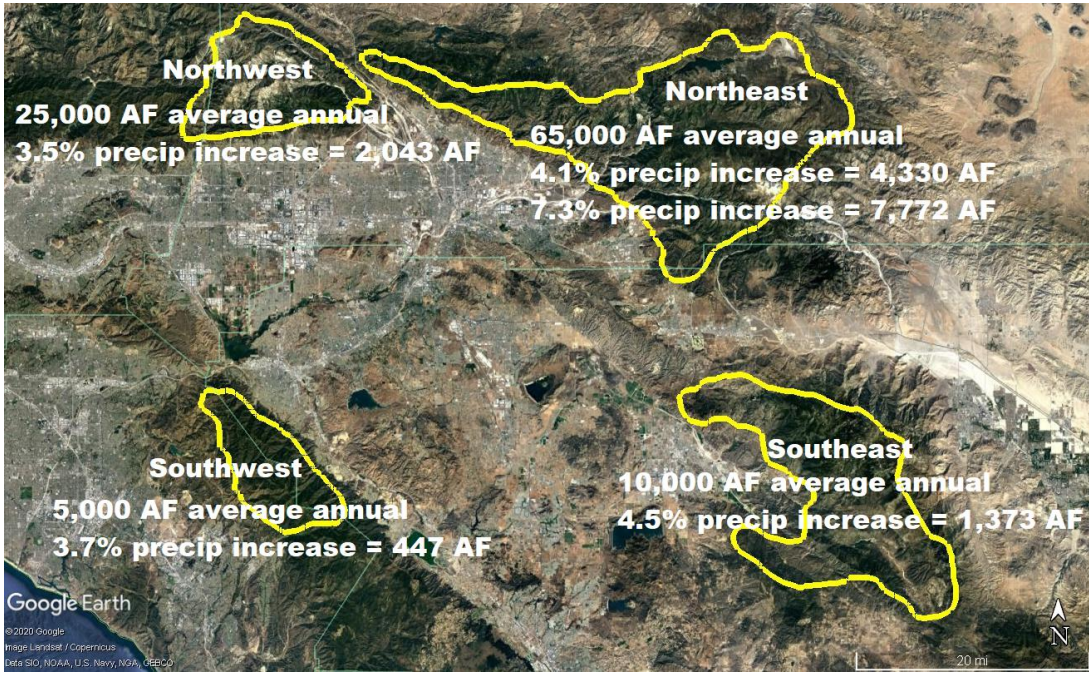 Northwest
25,000 AF average annual
3.5% precip increase = 2,043 AF
Northeast
65,000 AF average annual
4.1% precip increase = 4,330 AF
7.3% precip increase = 7,772 AF
Southwest
5,000 AF average annual
3.7% precip increase = 447 AF
Southeast
10,000 AF average annual
4.5% precip increase = 1,373 AF
Google Earth
©2020 Google
Image Landsat / Copernicus
Data SIO, NOAA, U.S. Navy, NGA, GEBCO
N
20 mi